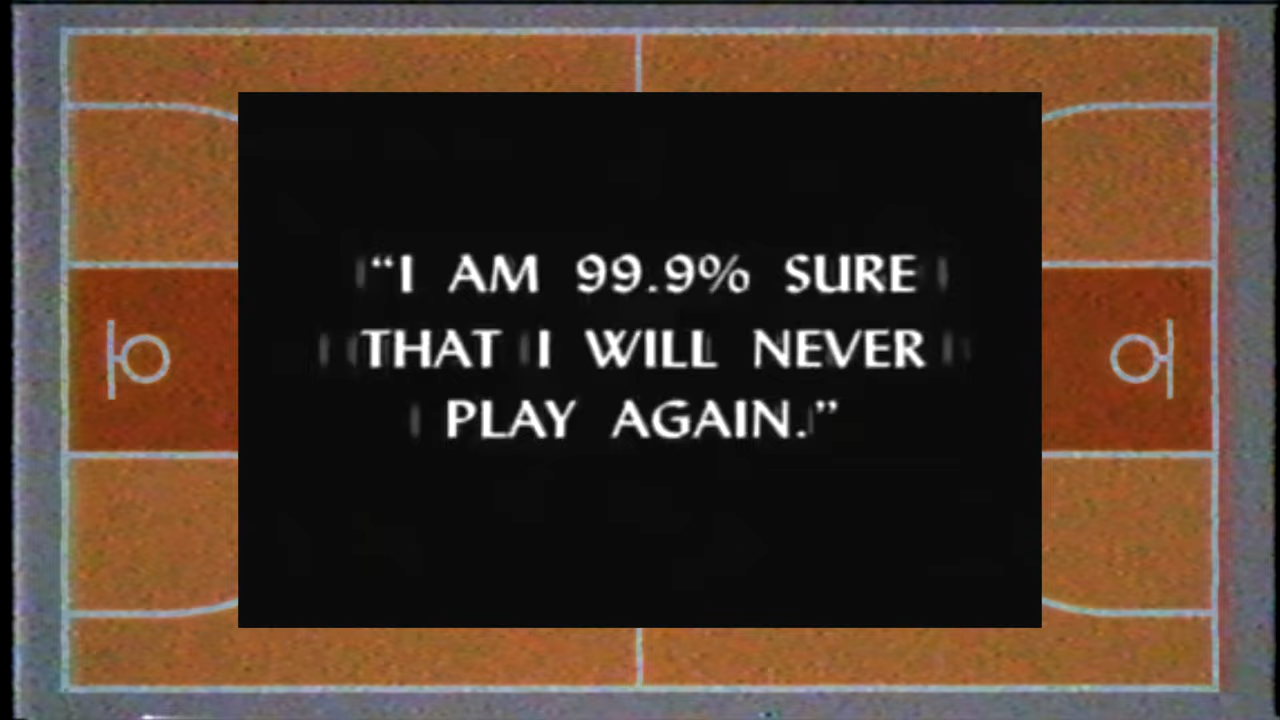 “I AM 99.9% SURE
THAT I WILL NEVER
PLAY AGAIN.”